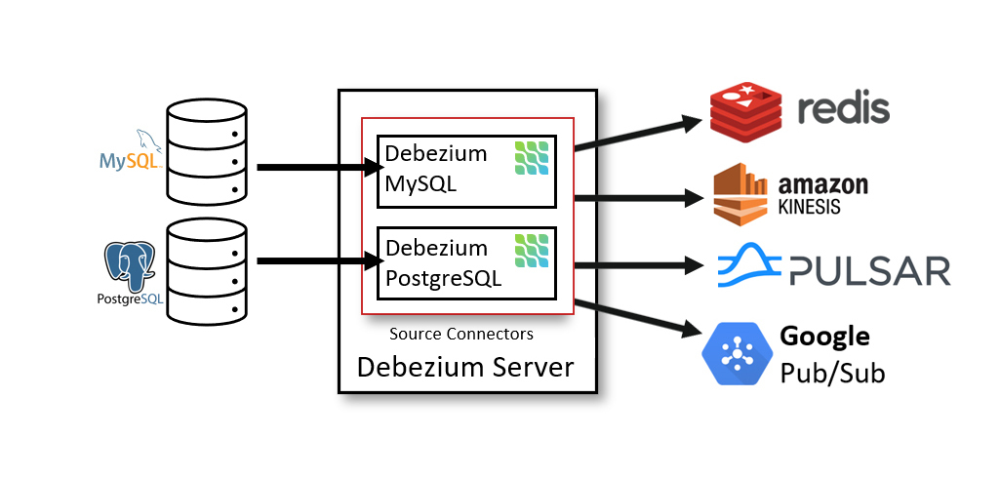 MySQL
PostgreSQL
Debezium
MySQL
Debezium
PostgreSQL
Source Connectors
Debezium Server
redis
amazon
KINESIS
PULSAR
Google
Pub/Sub